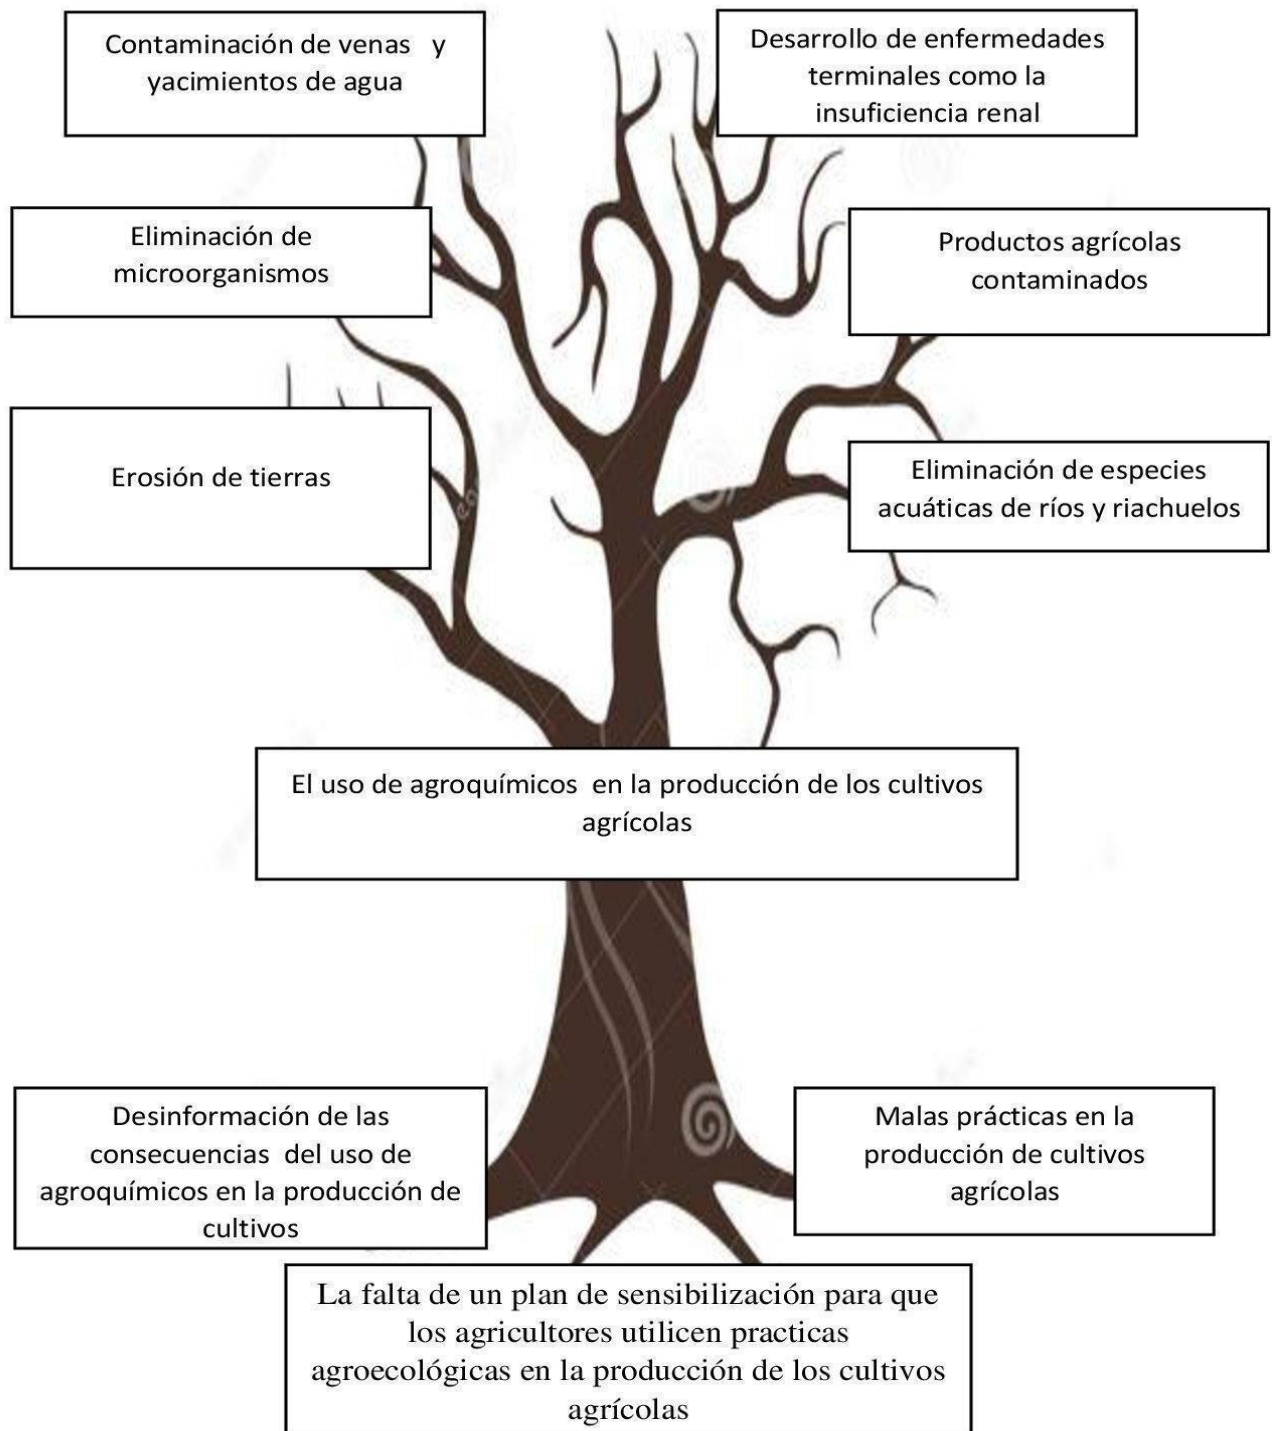 Contaminación de venas y
yacimientos de agua
Desarrollo de enfermedades
terminales como la
insuficiencia renal
Eliminación de
microorganismos
Productos agrícolas
contaminados
Erosión de tierras
Eliminación de especies
acuáticas de ríos y riachuelos
El uso de agroquímicos en la producción de los cultivos
agrícolas
Desinformación de las
consecuencias del uso de
agroquímicos en la producción de
cultivos
Malas prácticas en la
producción de cultivos
agrícolas
La falta de un plan de sensibilización para que
los agricultores utilicen practicas
agroecológicas en la producción de los cultivos
agrícolas